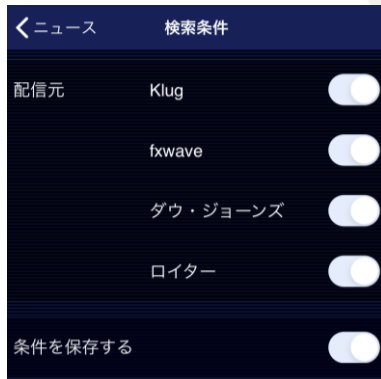 ニュース 検索条件
配信元 Klug
fxwave
ダウ・ジョーンズ
ロイター
条件を保存する